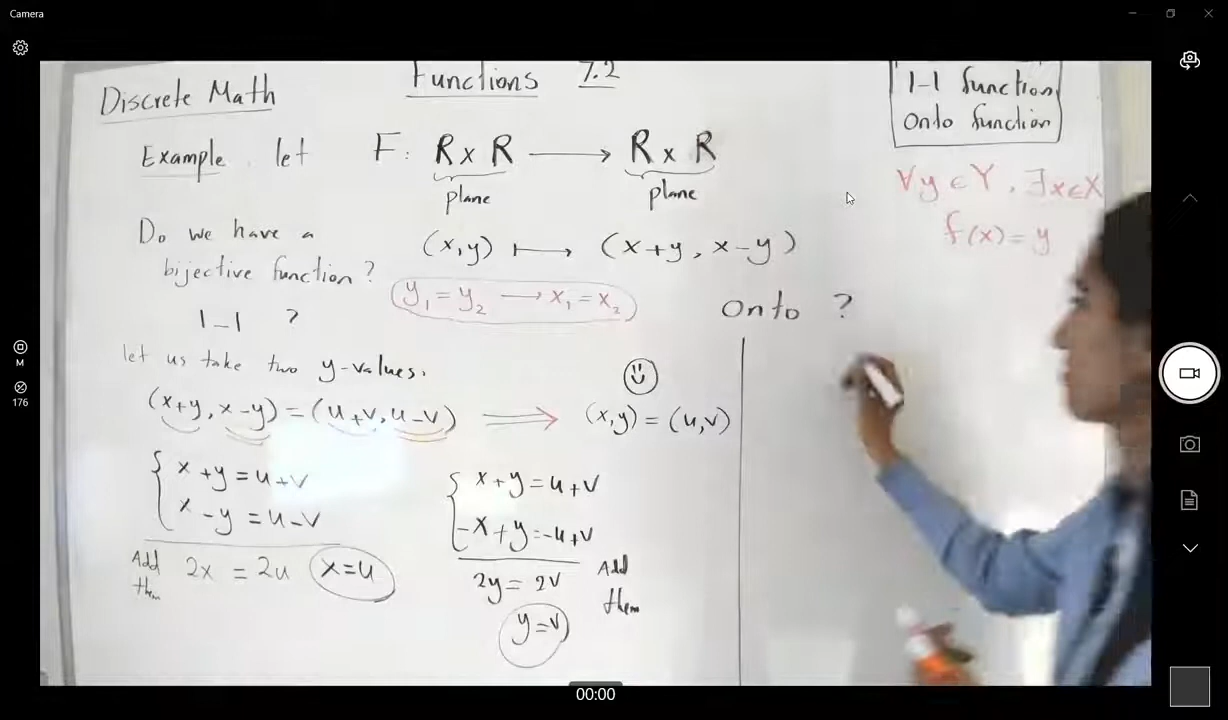 Camera
Discrete Math
Functions 7.2
1-1 function
Onto function
Example. let F: R x R ⟶ R x R
plane plane
∀y ∈ Y, ∃x ∈ X
f(x) = y
Do we have a
bijective function?
(x,y) ⟼ (x+y, x-y)
y₁ = y₂ ⟶ x₁ = x₂
1-1 ?
Onto ?
let us take two y-values.
(x+y, x-y) = (u+v, u-v) ⟹ (x,y) = (u,v)
x+y = u+v
x-y = u-v
Add them 2x = 2u x=u
x+y = u+v
-x+y = -u+v
2y = 2v Add them
y=v
M
176
00:00